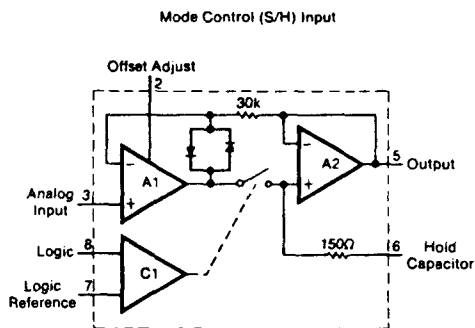 Mode Control (S/H) Input
Offset Adjust
2
30k
−
A1
+
−
A2
+
5 Output
Analog
Input
3
Logic
8
C1
150Ω
6
Hold
Capacitor
7
Logic
Reference